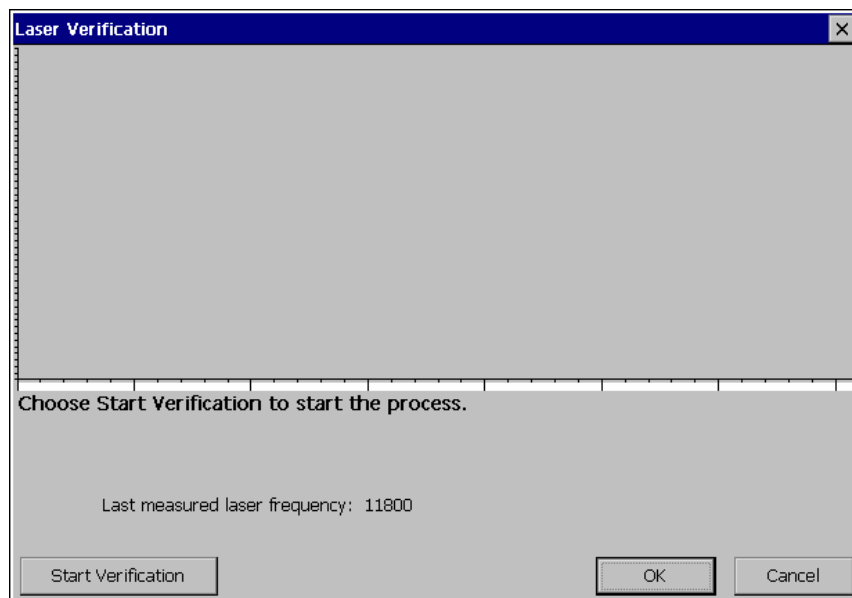 Laser Verification
Choose Start Verification to start the process.
Last measured laser frequency: 11800
Start Verification OK Cancel